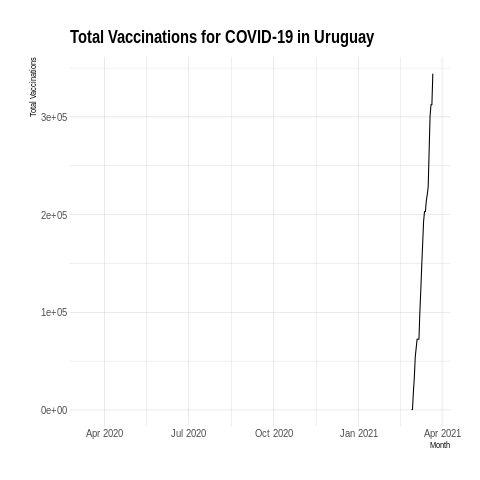 Total Vaccinations for COVID-19 in Uruguay
Total Vaccinations
3e+05
2e+05
1e+05
0e+00
Apr 2020 Jul 2020 Oct 2020 Jan 2021 Apr 2021
Month